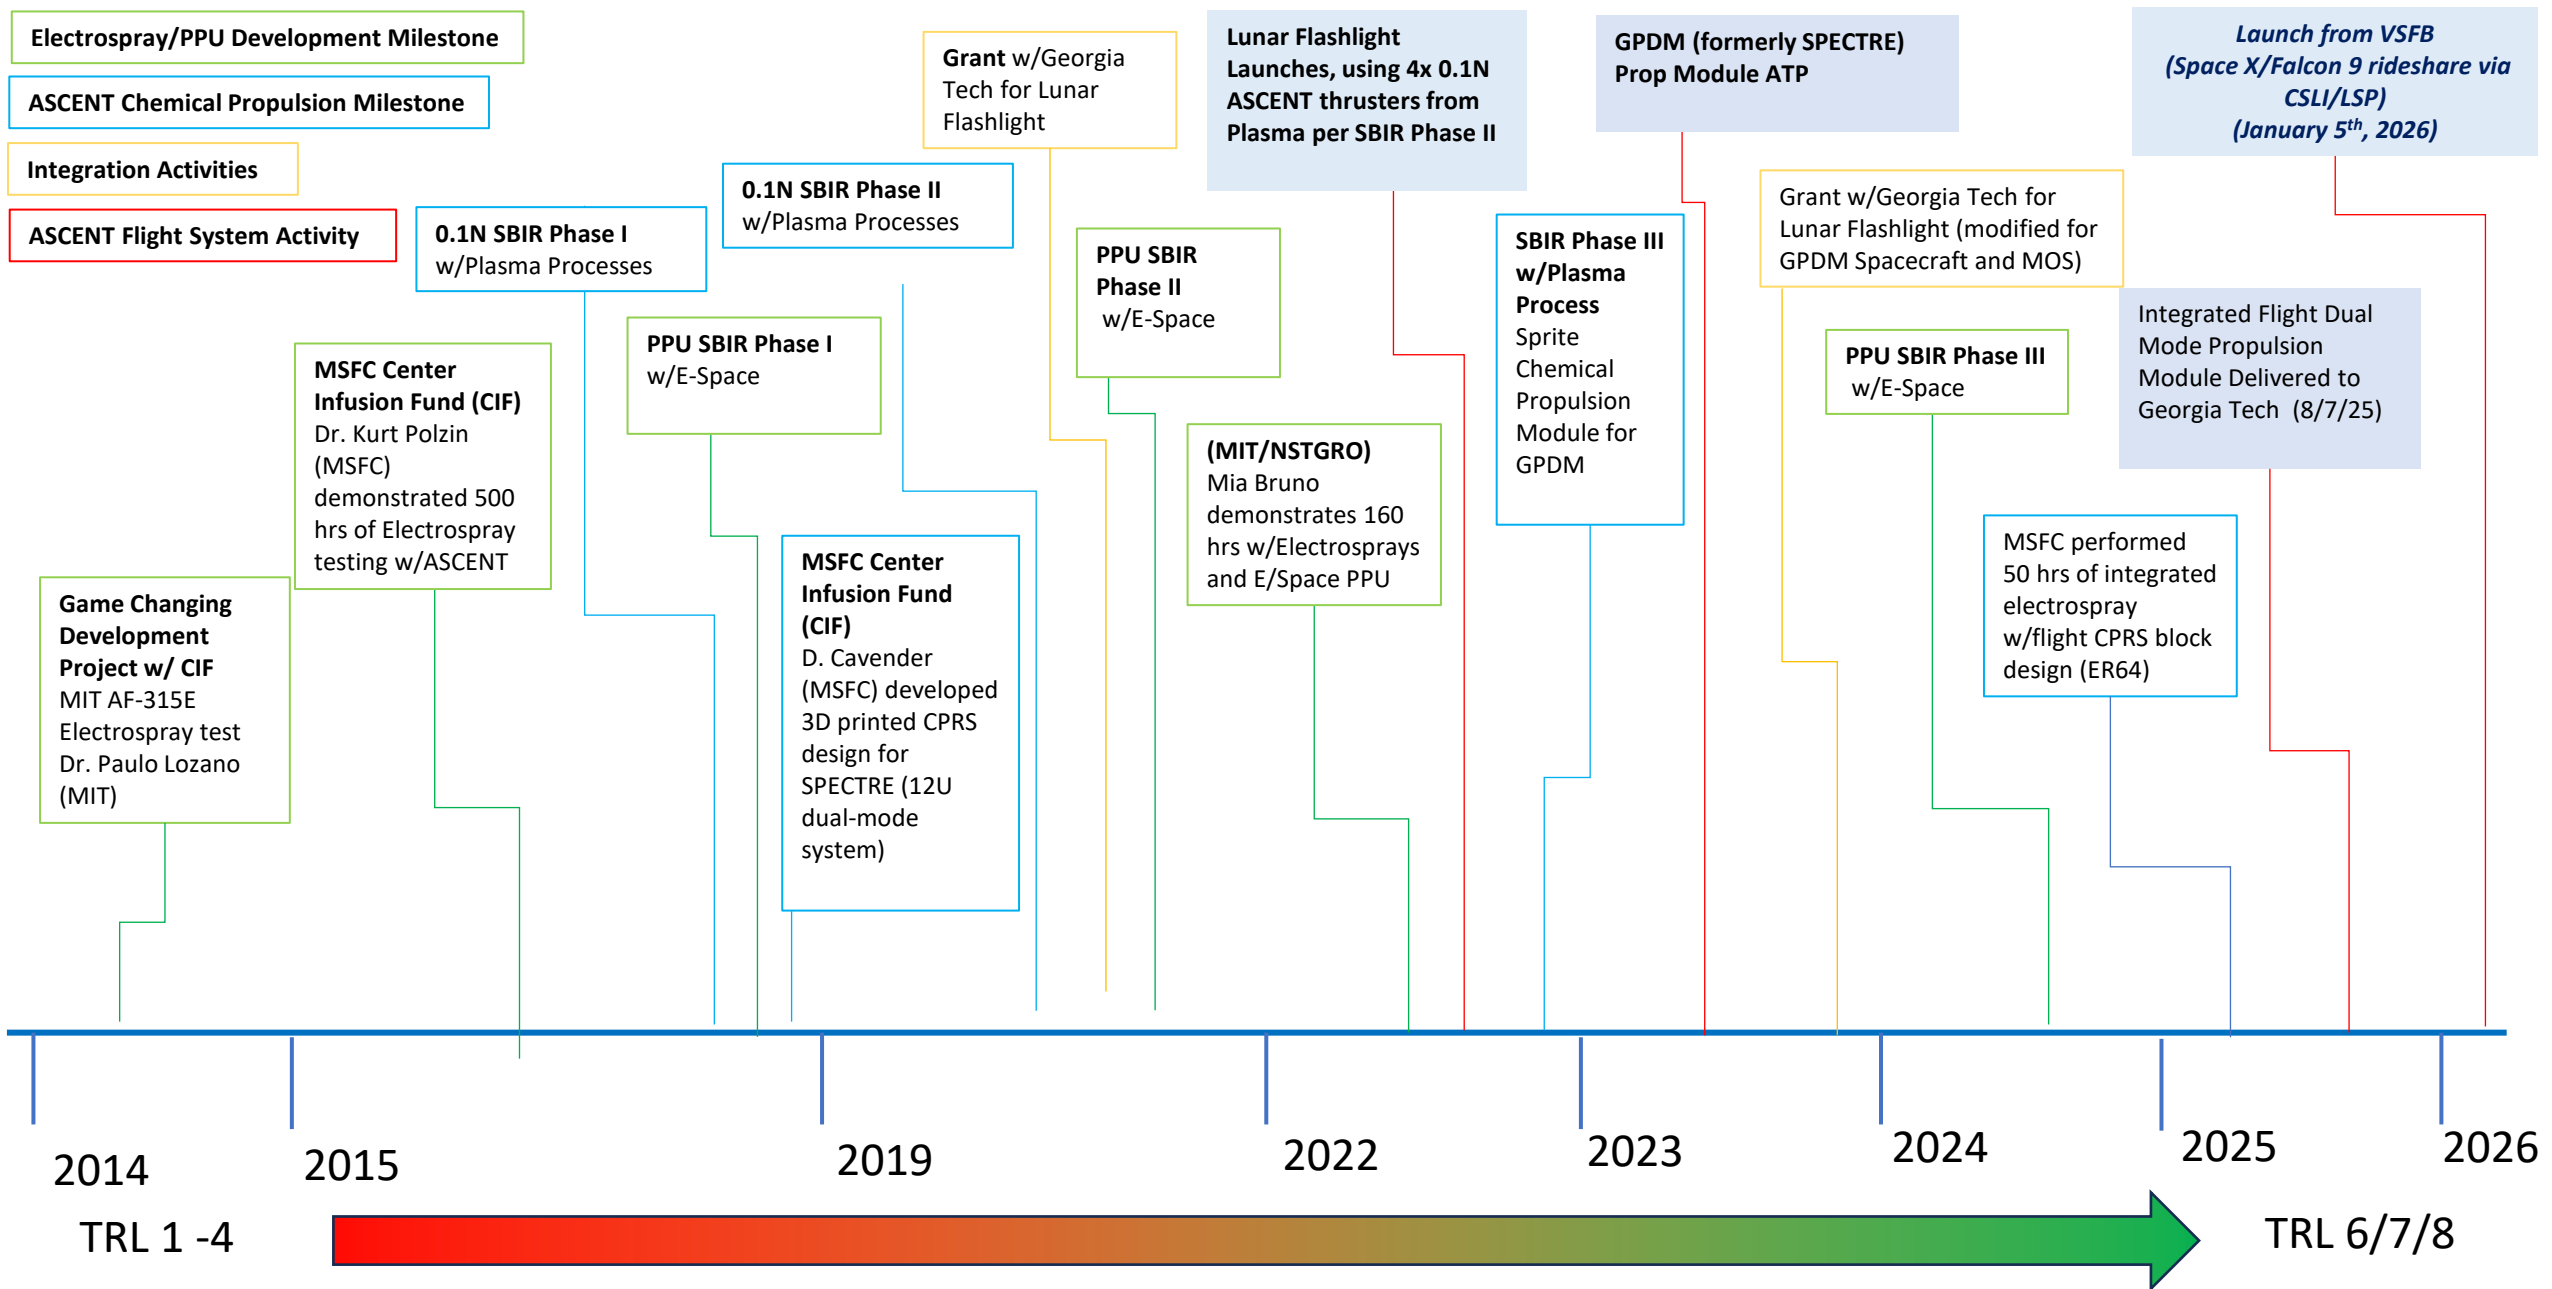 Electrospray/PPU Development Milestone
ASCENT Chemical Propulsion Milestone
Integration Activities
ASCENT Flight System Activity
Game Changing
Development
Project w/ CIF
MIT AF-315E
Electrospray test
Dr. Paulo Lozano
(MIT)
MSFC Center
Infusion Fund (CIF)
Dr. Kurt Polzin
(MSFC)
demonstrated 500
hrs of Electrospray
testing w/ASCENT
0.1N SBIR Phase I
w/Plasma Processes
PPU SBIR Phase I
w/E-Space
0.1N SBIR Phase II
w/Plasma Processes
MSFC Center
Infusion Fund
(CIF)
D. Cavender
(MSFC) developed
3D printed CPRS
design for
SPECTRE (12U
dual-mode
system)
Grant w/Georgia
Tech for Lunar
Flashlight
PPU SBIR
Phase II
w/E-Space
Lunar Flashlight
Launches, using 4x 0.1N
ASCENT thrusters from
Plasma per SBIR Phase II
(MIT/NSTGRO)
Mia Bruno
demonstrates 160
hrs w/Electrosprays
and E/Space PPU
SBIR Phase III
w/Plasma
Process
Sprite
Chemical
Propulsion
Module for
GPDM
GPDM (formerly SPECTRE)
Prop Module ATP
Grant w/Georgia Tech for
Lunar Flashlight (modified for
GPDM Spacecraft and MOS)
PPU SBIR Phase III
w/E-Space
MSFC performed
50 hrs of integrated
electrospray
w/flight CPRS block
design (ER64)
Integrated Flight Dual
Mode Propulsion
Module Delivered to
Georgia Tech (8/7/25)
Launch from VSFB
(Space X/Falcon 9 rideshare via
CSLI/LSP)
(January 5th, 2026)
2014
2015
2019
2022
2023
2024
2025
2026
TRL 1 -4
TRL 6/7/8